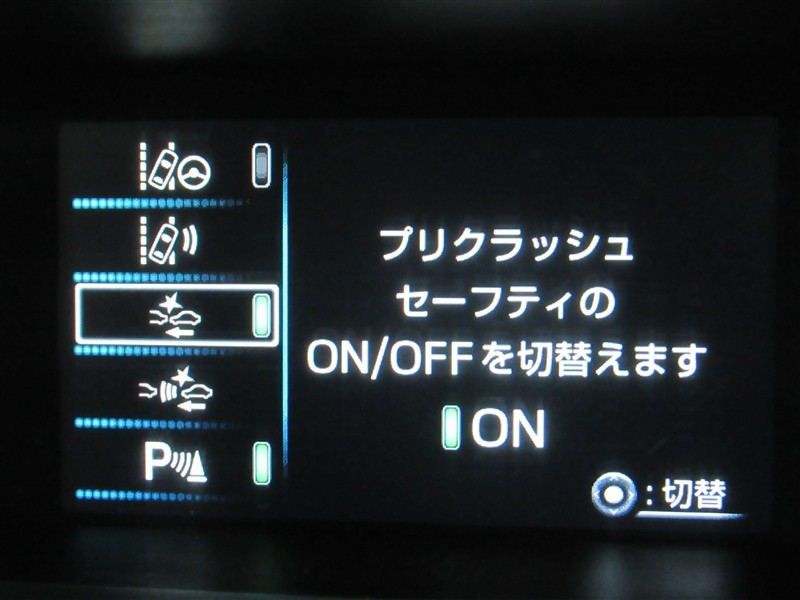 プリクラッシュ
セーフティの
ON/OFFを切替えます
ON
P
:切替